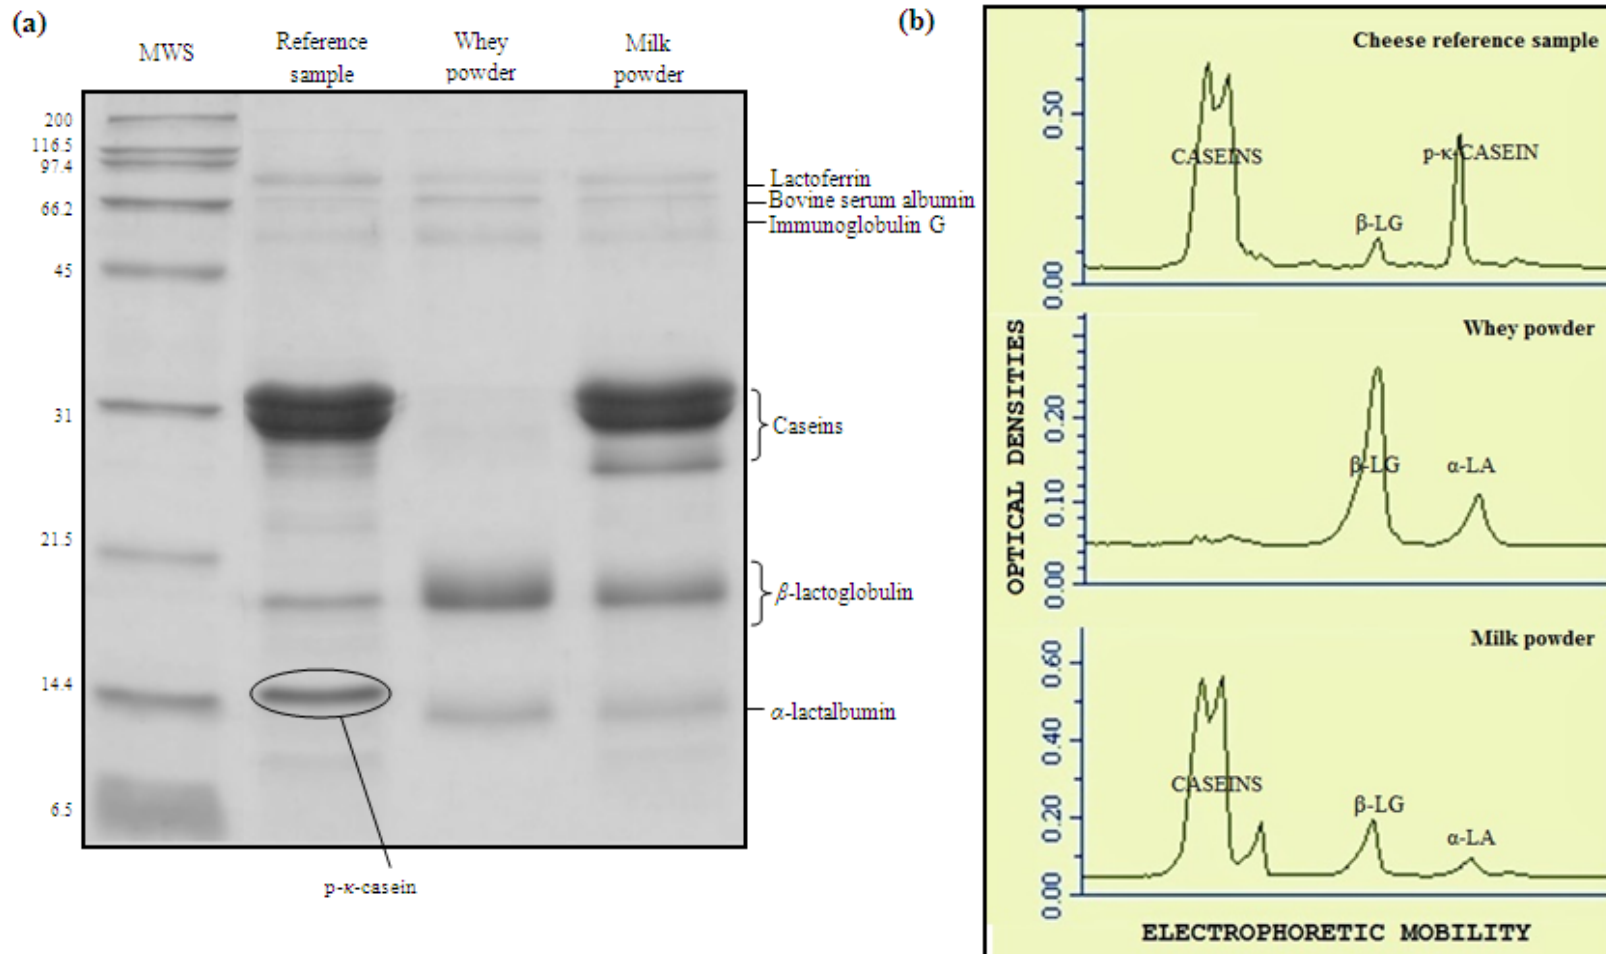 (a)
MWS
Reference
sample
Whey
powder
Milk
powder
200
116.5
97.4
66.2
45
31
21.5
14.4
6.5
Lactoferrin
Bovine serum albumin
Immunoglobulin G
Caseins
β-lactoglobulin
α-lactalbumin
p-κ-casein
(b)
OPTICAL DENSITIES
Cheese reference sample
0.50
0.00
CASEINS
β-LG
p-κ-CASEIN
Whey powder
0.20
0.10
0.00
β-LG
α-LA
Milk powder
0.60
0.40
0.20
0.00
CASEINS
β-LG
α-LA
ELECTROPHORETIC MOBILITY